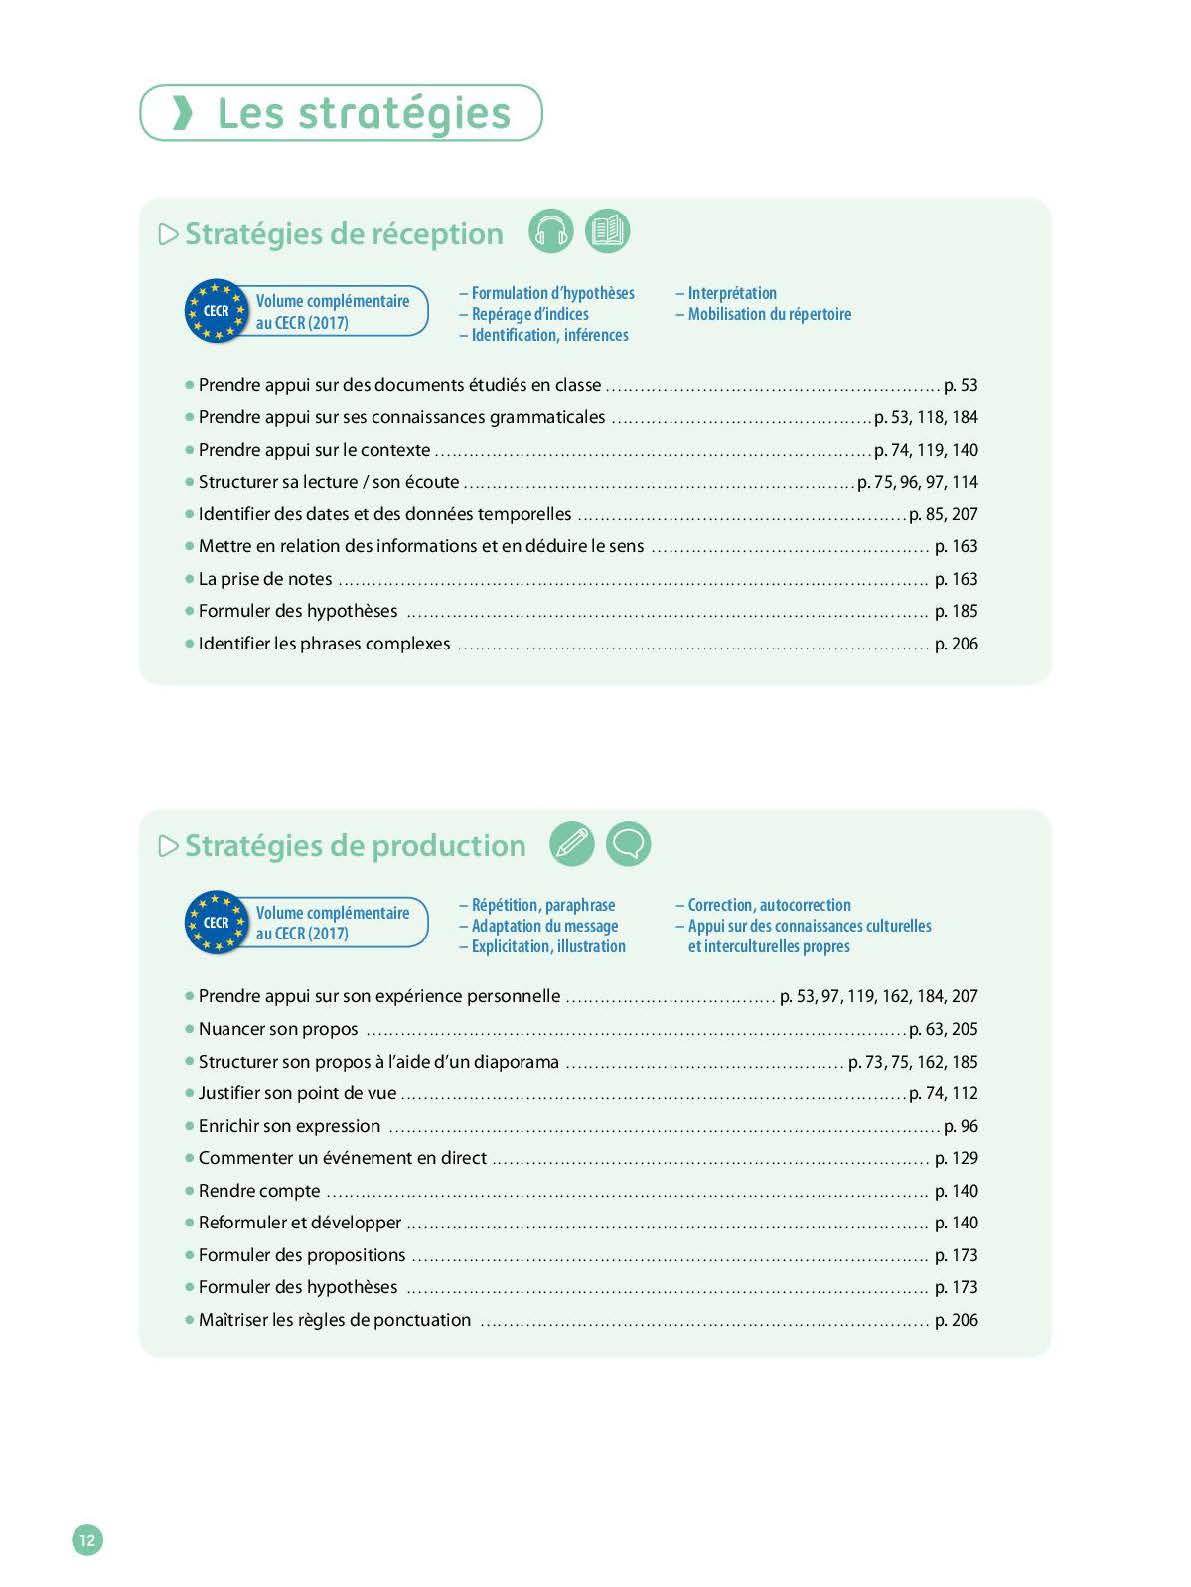 Les stratégies
Stratégies de réception
CECR
Volume complémentaire
au CECR (2017)
– Formulation d’hypothèses
– Repérage d’indices
– Identification, inférences
– Interprétation
– Mobilisation du répertoire
● Prendre appui sur des documents étudiés en classe ........................................ p. 53
● Prendre appui sur ses connaissances grammaticales ........................................ p. 53, 118, 184
● Prendre appui sur le contexte ........................................ p. 74, 119, 140
● Structurer sa lecture / son écoute ........................................ p. 75, 96, 97, 114
● Identifier des dates et des données temporelles ........................................ p. 85, 207
● Mettre en relation des informations et en déduire le sens ........................................ p. 163
● La prise de notes ........................................ p. 163
● Formuler des hypothèses ........................................ p. 185
● Identifier les phrases complexes ........................................ p. 206
Stratégies de production
CECR
Volume complémentaire
au CECR (2017)
– Répétition, paraphrase
– Adaptation du message
– Explicitation, illustration
– Correction, autocorrection
– Appui sur des connaissances culturelles
et interculturelles propres
● Prendre appui sur son expérience personnelle ........................................ p. 53, 97, 119, 162, 184, 207
● Nuancer son propos ........................................ p. 63, 205
● Structurer son propos à l’aide d’un diaporama ........................................ p. 73, 75, 162, 185
● Justifier son point de vue ........................................ p. 74, 112
● Enrichir son expression ........................................ p. 96
● Commenter un événement en direct ........................................ p. 129
● Rendre compte ........................................ p. 140
● Reformuler et développer ........................................ p. 140
● Formuler des propositions ........................................ p. 173
● Formuler des hypothèses ........................................ p. 173
● Maîtriser les règles de ponctuation ........................................ p. 206
12